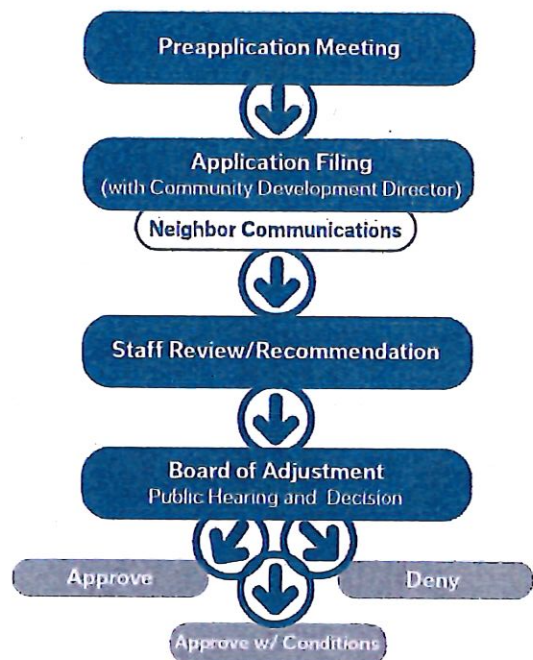 Preapplication Meeting
Application Filing
(with Community Development Director)
Neighbor Communications
Staff Review/Recommendation
Board of Adjustment
Public Hearing and Decision
Approve
Deny
Approve w/ Conditions